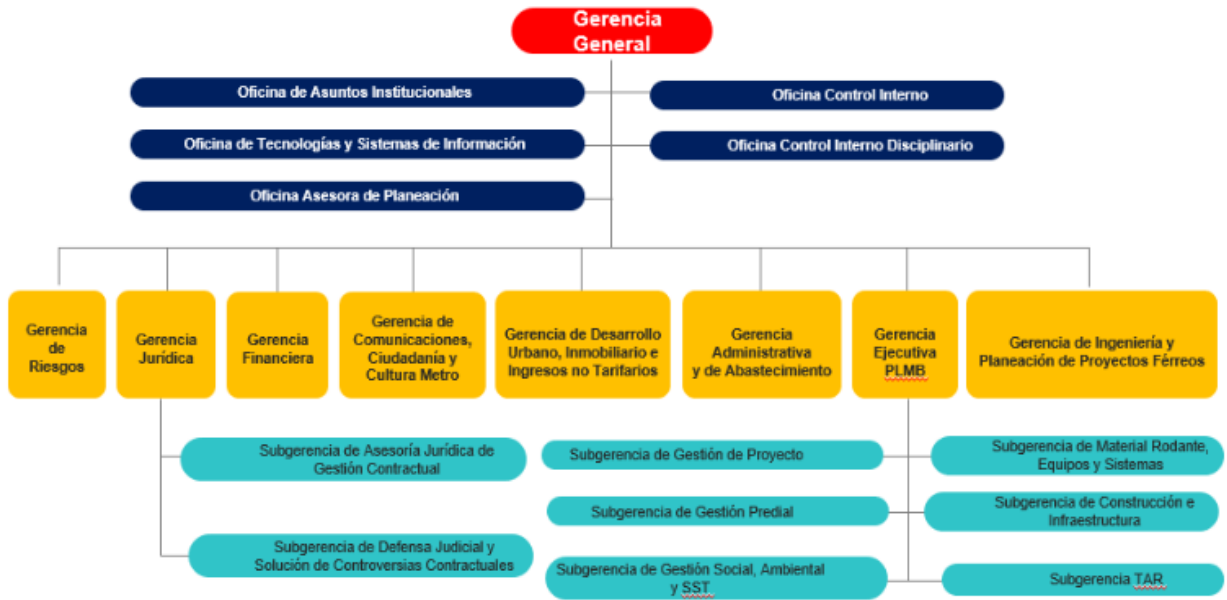 Gerencia
General
Oficina de Asuntos Institucionales
Oficina Control Interno
Oficina de Tecnologías y Sistemas de Información
Oficina Control Interno Disciplinario
Oficina Asesora de Planeación
Gerencia
de
Riesgos
Gerencia
Jurídica
Gerencia
Financiera
Gerencia de
Comunicaciones,
Ciudadanía y
Cultura Metro
Gerencia de Desarrollo
Urbano, Inmobiliario e
Ingresos no Tarifarios
Gerencia
Administrativa
y de Abastecimiento
Gerencia
Ejecutiva
PLMB
Gerencia de Ingeniería y
Planeación de Proyectos Férreos
Subgerencia de Asesoría Jurídica de
Gestión Contractual
Subgerencia de Defensa Judicial y
Solución de Controversias Contractuales
Subgerencia de Gestión de Proyecto
Subgerencia de Material Rodante,
Equipos y Sistemas
Subgerencia de Gestión Predial
Subgerencia de Construcción e
Infraestructura
Subgerencia de Gestión Social, Ambiental
y SST
Subgerencia TAR